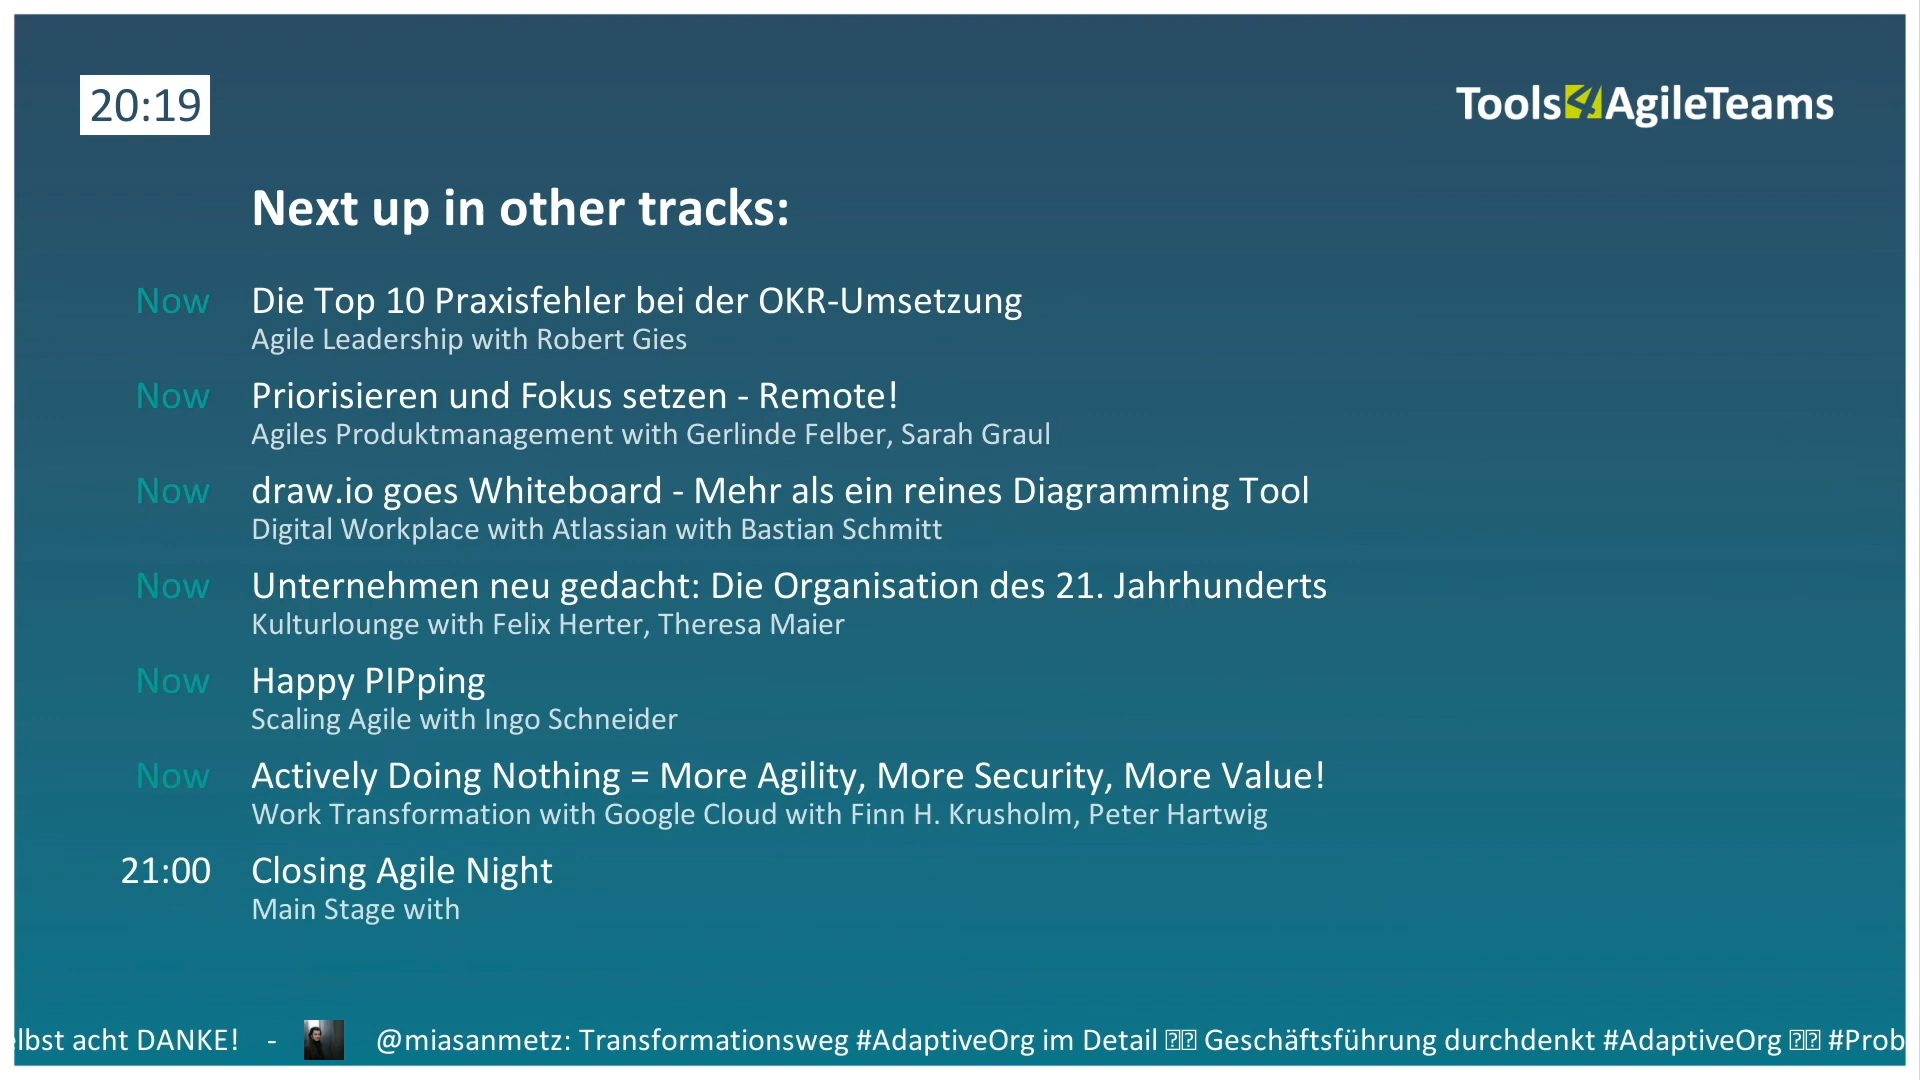 20:19
Tools4AgileTeams
Next up in other tracks:
Now Die Top 10 Praxisfehler bei der OKR-Umsetzung
Agile Leadership with Robert Gies
Now Priorisieren und Fokus setzen - Remote!
Agiles Produktmanagement with Gerlinde Felber, Sarah Graul
Now draw.io goes Whiteboard - Mehr als ein reines Diagramming Tool
Digital Workplace with Atlassian with Bastian Schmitt
Now Unternehmen neu gedacht: Die Organisation des 21. Jahrhunderts
Kulturlounge with Felix Herter, Theresa Maier
Now Happy PIPping
Scaling Agile with Ingo Schneider
Now Actively Doing Nothing = More Agility, More Security, More Value!
Work Transformation with Google Cloud with Finn H. Krusholm, Peter Hartwig
21:00 Closing Agile Night
Main Stage with
elbst acht DANKE! - @miasanmetz: Transformationsweg #AdaptiveOrg im Detail Geschäftsführung durchdenkt #AdaptiveOrg #Prob